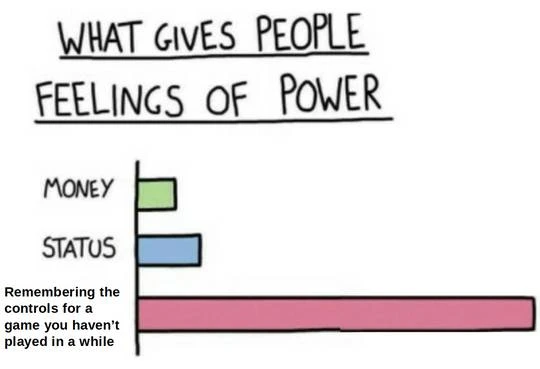 WHAT GIVES PEOPLE
FEELINGS OF POWER
MONEY
STATUS
Remembering the
controls for a
game you haven’t
played in a while